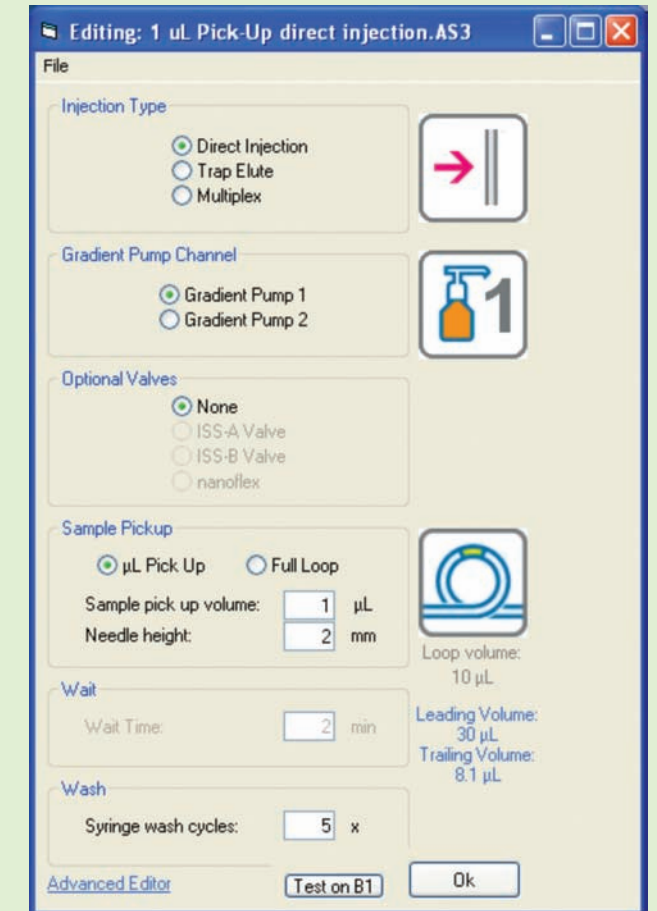 Editing: 1 uL Pick-Up direct injection.AS3
File
Injection Type
Direct Injection
Trap Elute
Multiplex
Gradient Pump Channel
Gradient Pump 1
Gradient Pump 2
1
Optional Valves
None
ISS-A Valve
ISS-B Valve
nanoflex
Sample Pickup
µL Pick Up Full Loop
Sample pick up volume: 1 µL
Needle height: 2 mm
Loop volume:
10 µL
Wait
Wait Time: 2 min
Leading Volume:
30 µL
Trailing Volume:
8.1 µL
Wash
Syringe wash cycles: 5 x
Advanced Editor Test on B1 Ok